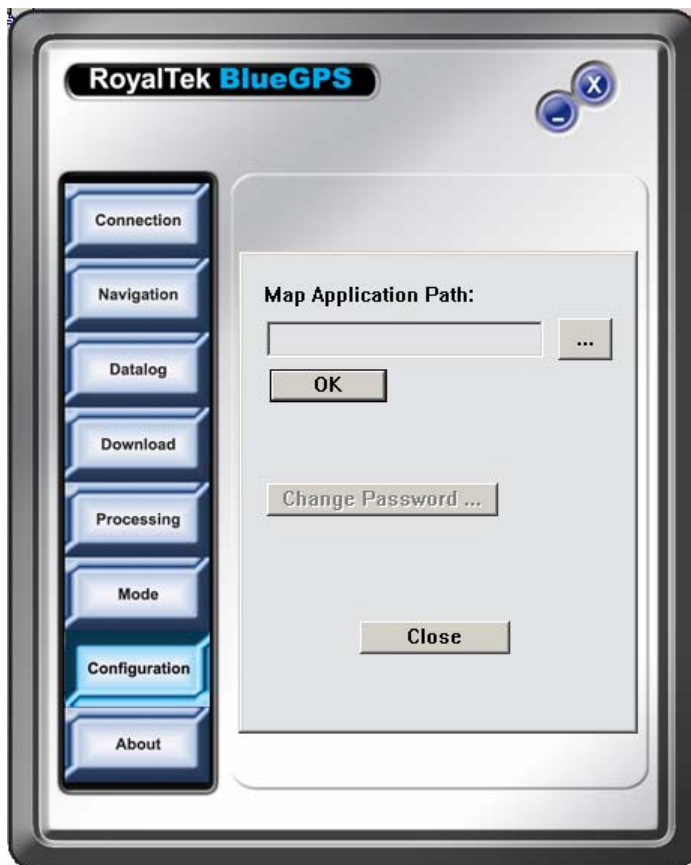 RoyalTek BlueGPS
X
Connection
Navigation
Datalog
Download
Processing
Mode
Configuration
About
Map Application Path:
...
OK
Change Password ...
Close